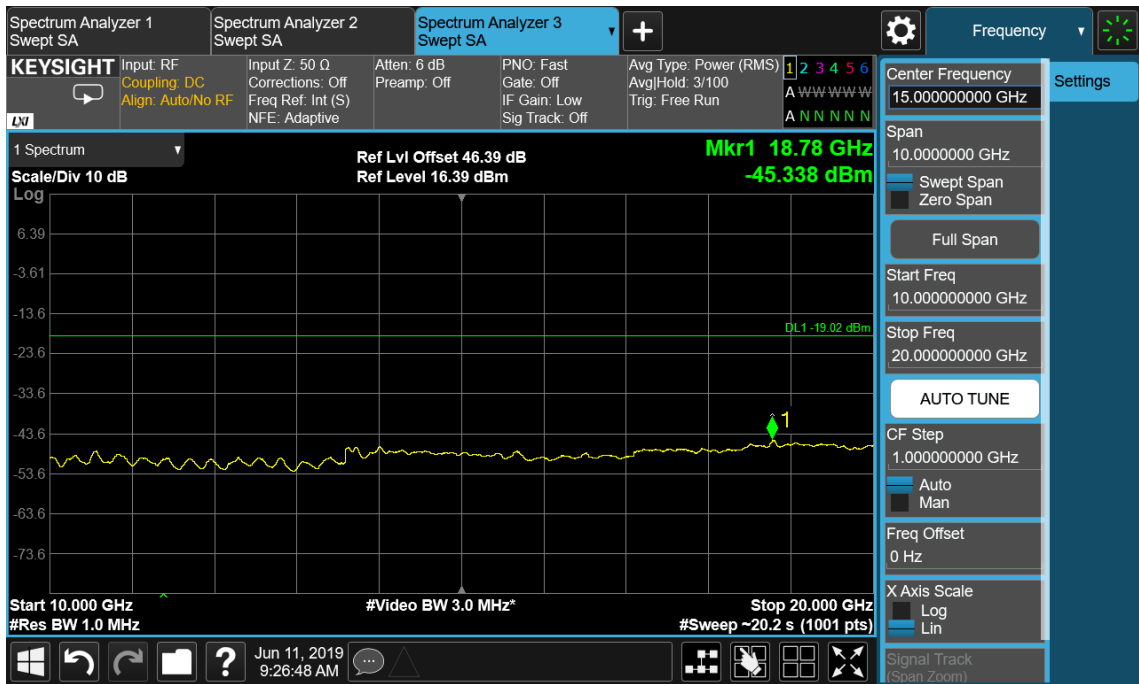 Spectrum Analyzer 1
Swept SA
Spectrum Analyzer 2
Swept SA
Spectrum Analyzer 3
Swept SA
Frequency
KEYSIGHT
LXI
Input: RF
Coupling: DC
Align: Auto/No RF
Input Z: 50 Ω
Corrections: Off
Freq Ref: Int (S)
NFE: Adaptive
Atten: 6 dB
Preamp: Off
PNO: Fast
Gate: Off
IF Gain: Low
Sig Track: Off
Avg Type: Power (RMS)
Avg|Hold: 3/100
Trig: Free Run
1 2 3 4 5 6
A W W W W W
A N N N N N
1 Spectrum
Scale/Div 10 dB
Log
Ref Lvl Offset 46.39 dB
Ref Level 16.39 dBm
Mkr1 18.78 GHz
-45.338 dBm
6.39
-3.61
-13.6
-23.6
-33.6
-43.6
-53.6
-63.6
-73.6
DL1 -19.02 dBm
1
Start 10.000 GHz
#Res BW 1.0 MHz
#Video BW 3.0 MHz*
Stop 20.000 GHz
#Sweep ~20.2 s (1001 pts)
Center Frequency
15.000000000 GHz
Span
10.0000000 GHz
Swept Span
Zero Span
Full Span
Start Freq
10.000000000 GHz
Stop Freq
20.000000000 GHz
AUTO TUNE
CF Step
1.000000000 GHz
Auto
Man
Freq Offset
0 Hz
X Axis Scale
Log
Lin
Signal Track
(Span Zoom)
Settings
?
Jun 11, 2019
9:26:48 AM